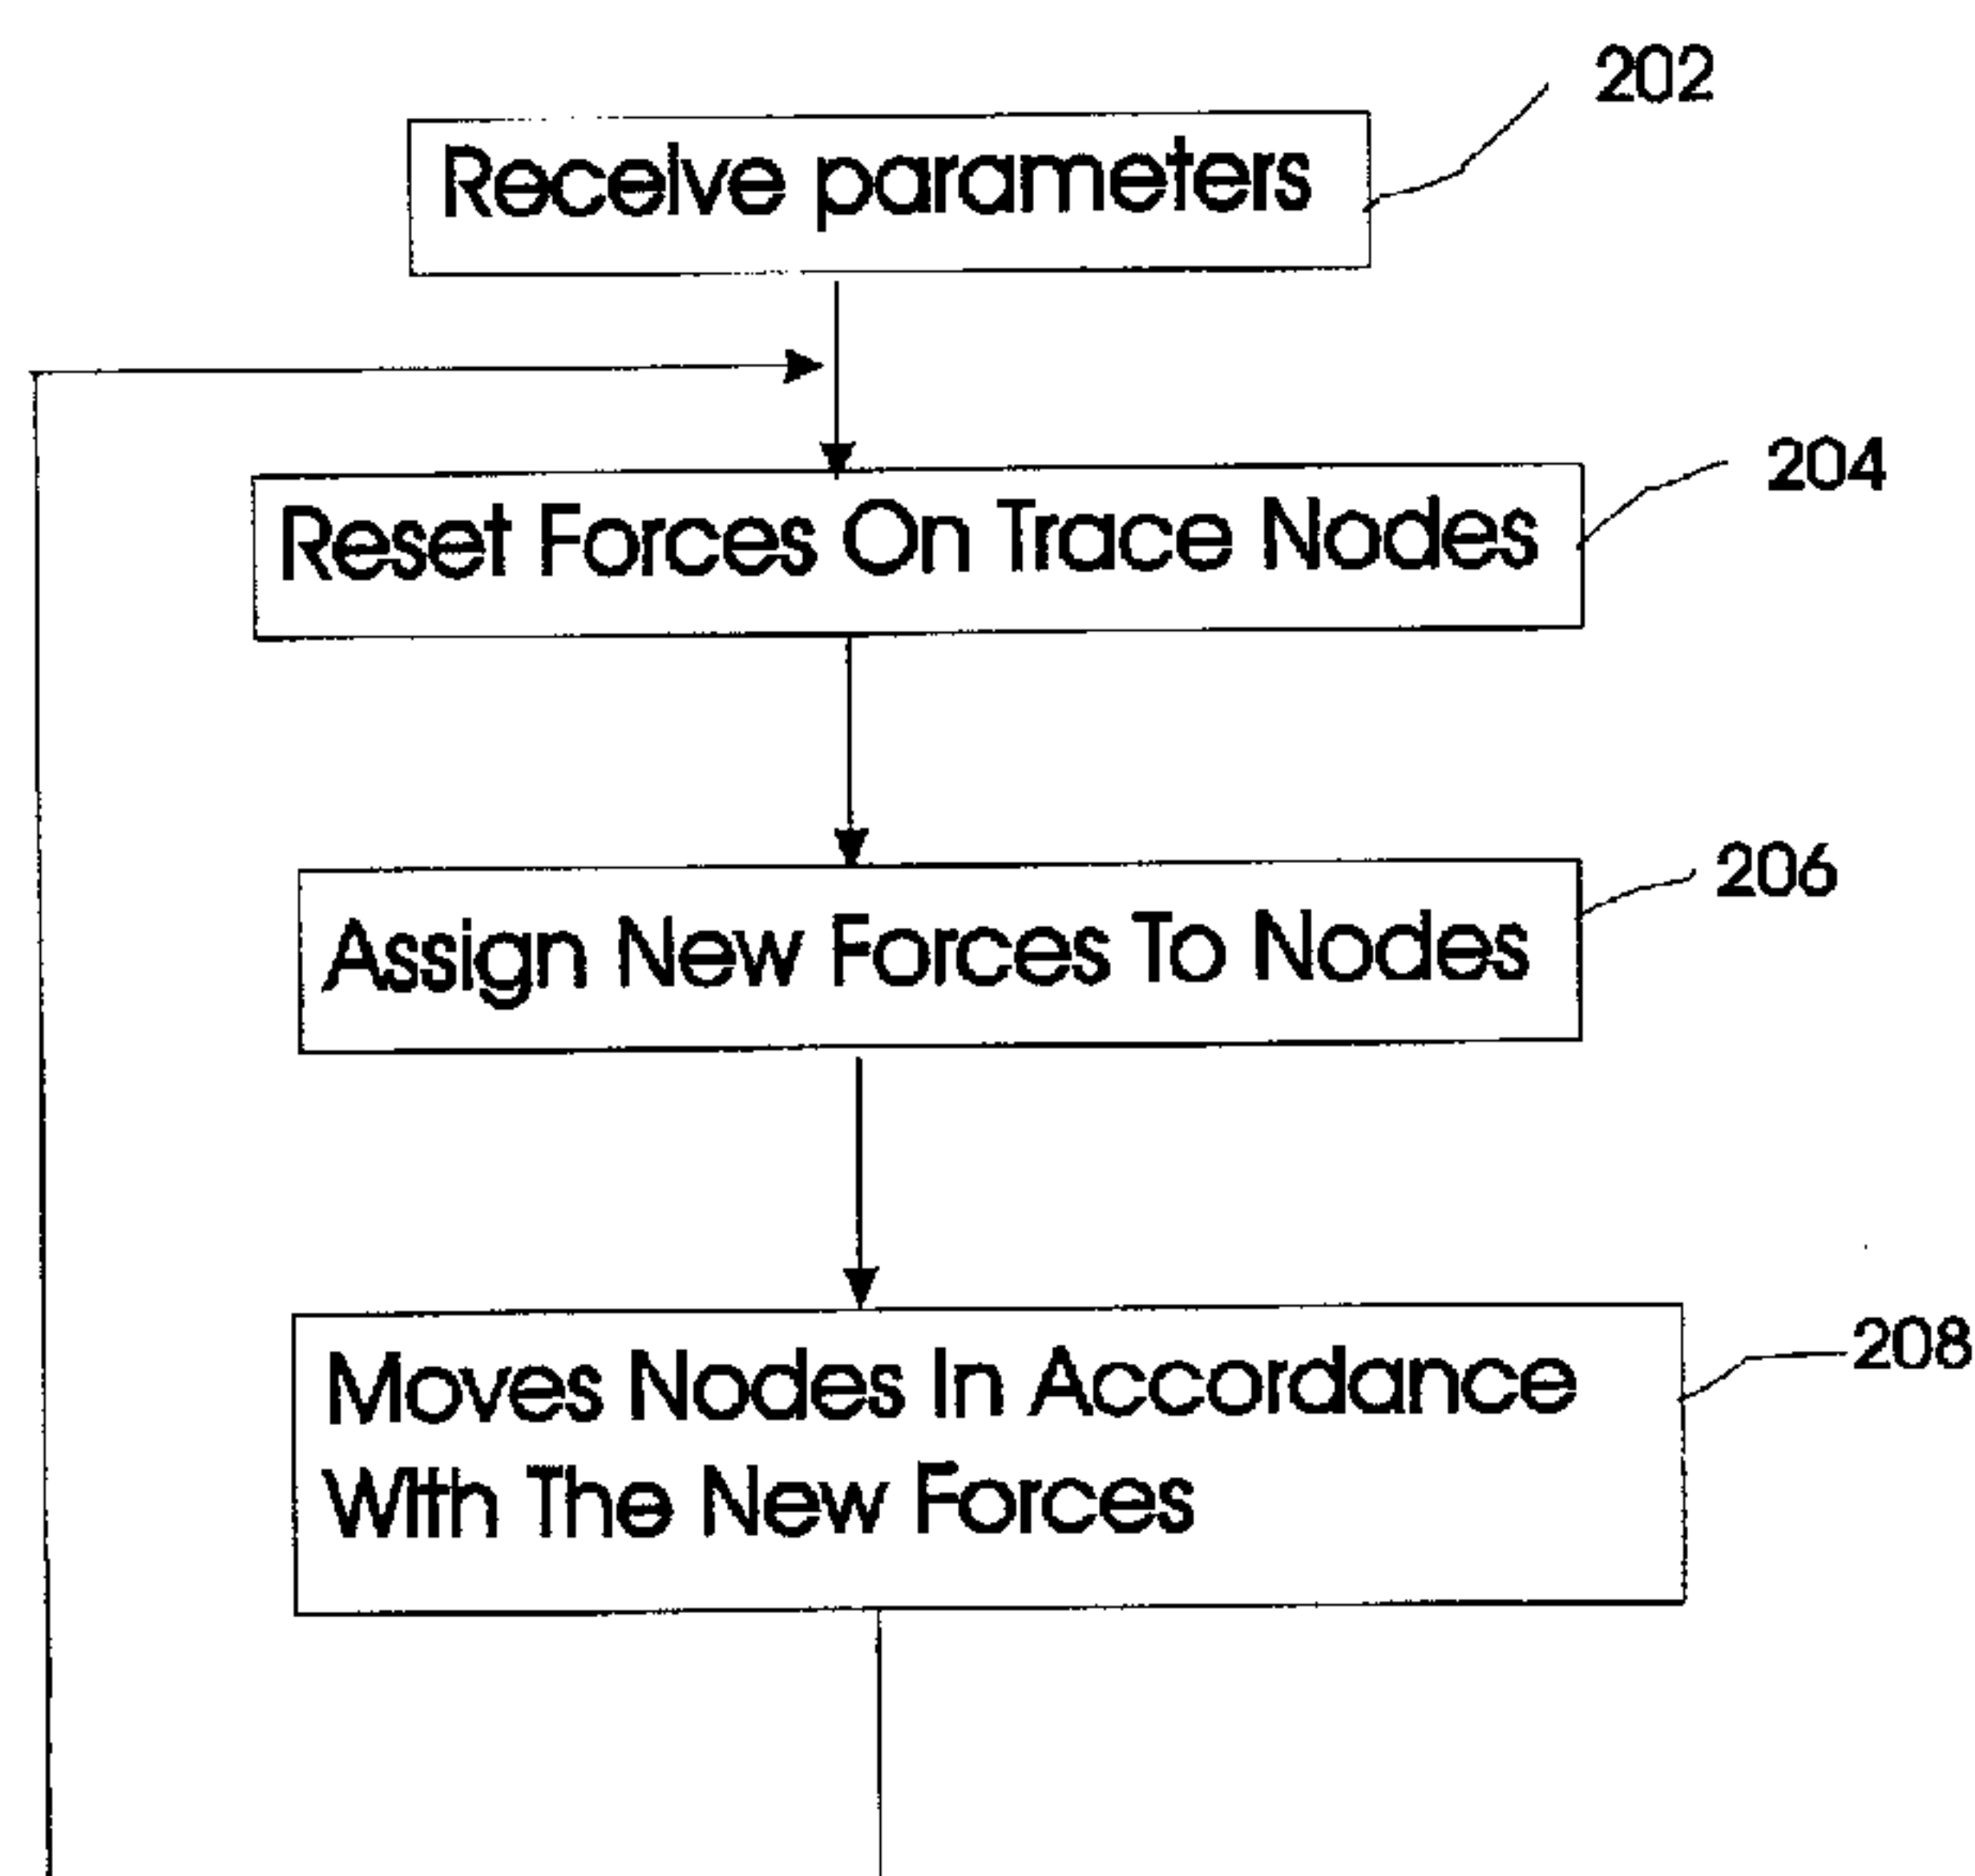 202
Receive parameters
204
Reset Forces On Trace Nodes
206
Assign New Forces To Nodes
208
Moves Nodes In Accordance
With The New Forces